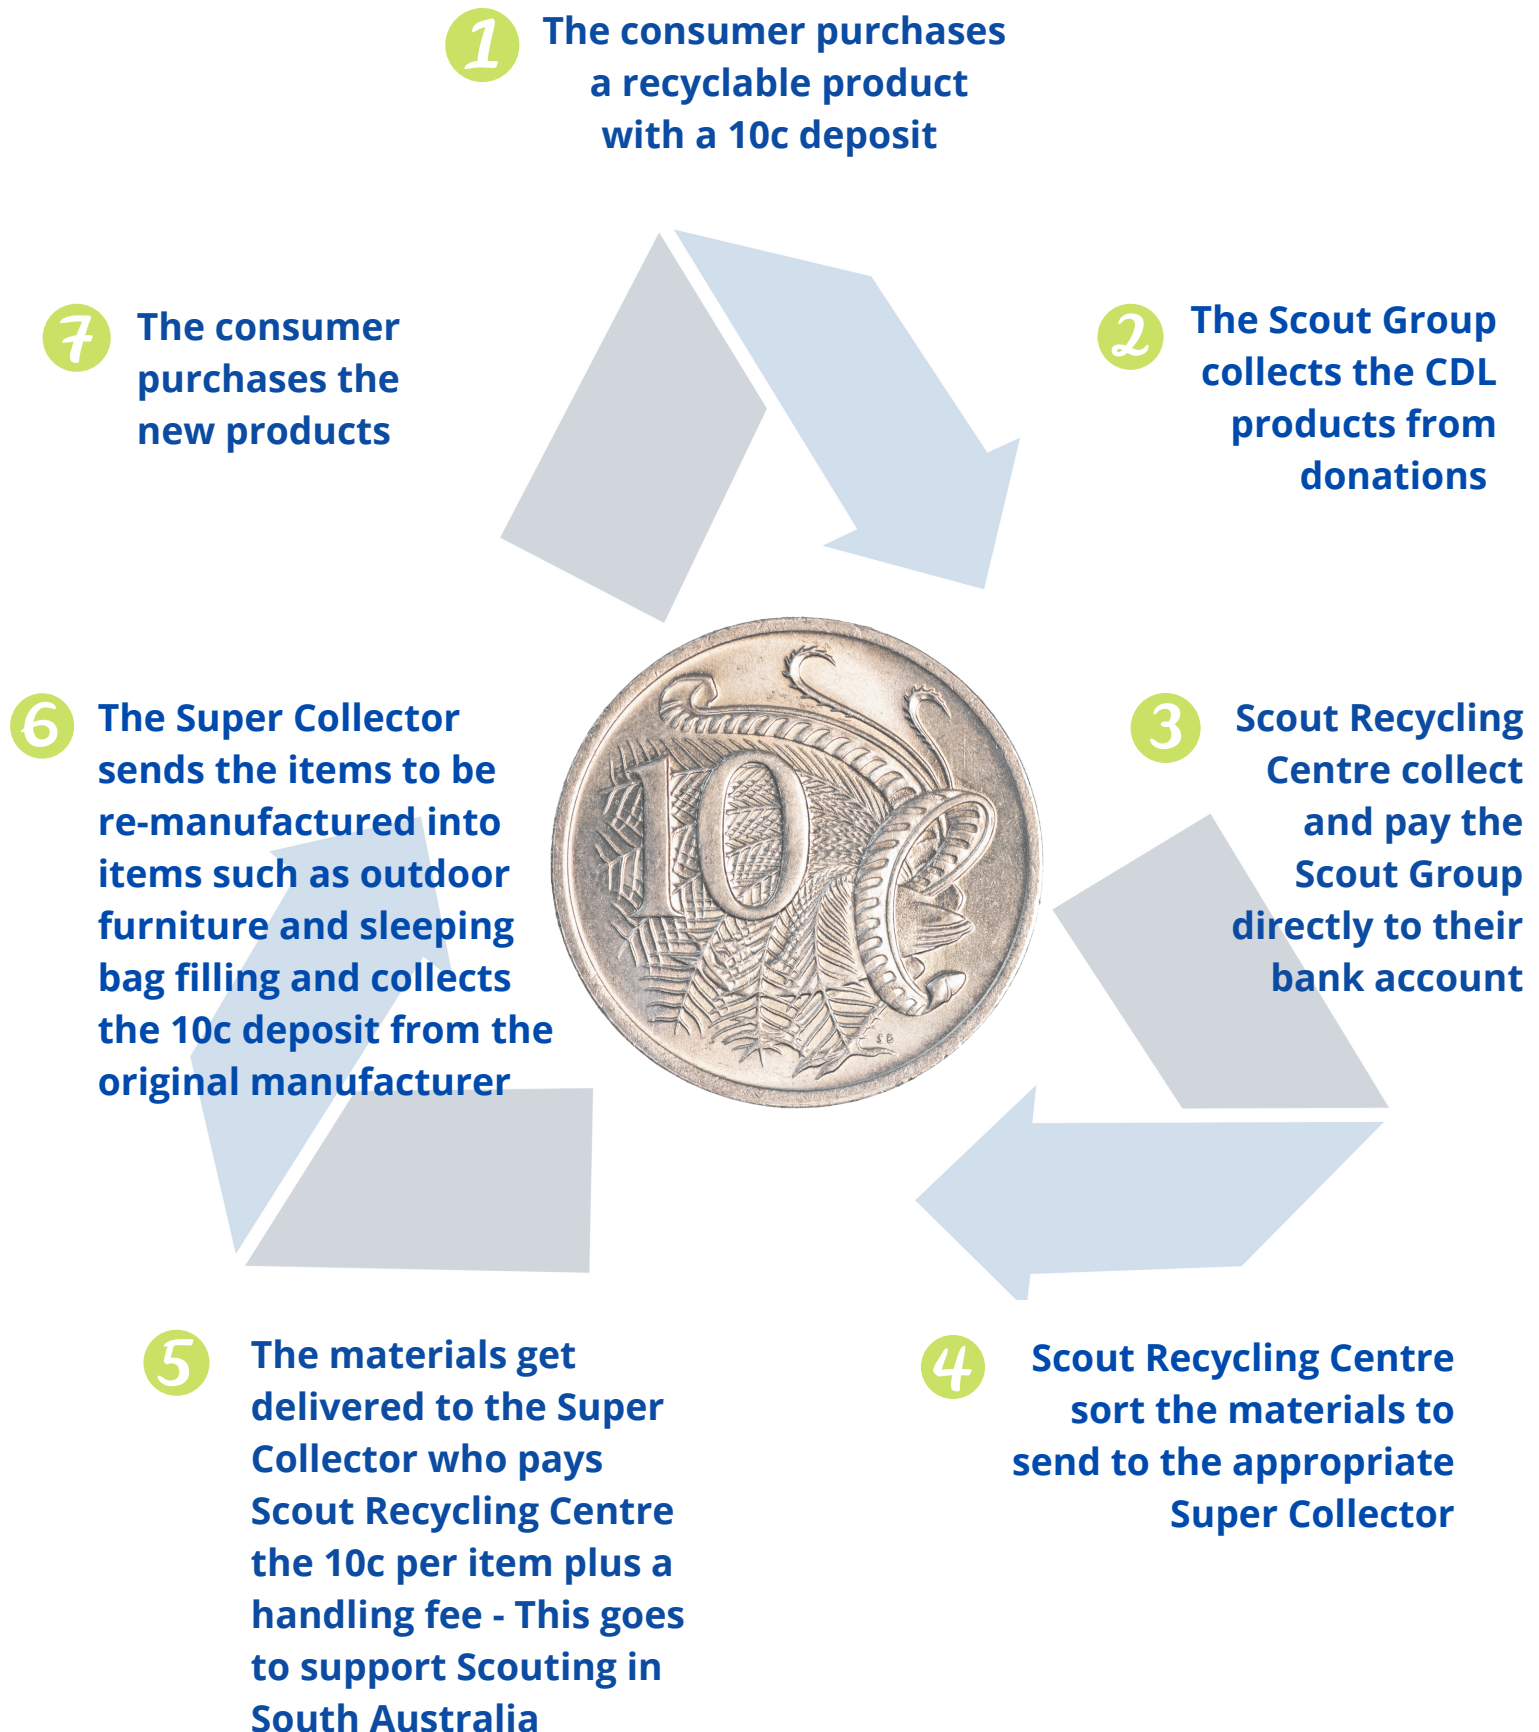 1
The consumer purchases
a recyclable product
with a 10c deposit
2
The Scout Group
collects the CDL
products from
donations
3
Scout Recycling
Centre collect
and pay the
Scout Group
directly to their
bank account
4
Scout Recycling Centre
sort the materials to
send to the appropriate
Super Collector
5
The materials get
delivered to the Super
Collector who pays
Scout Recycling Centre
the 10c per item plus a
handling fee - This goes
to support Scouting in
South Australia
6
The Super Collector
sends the items to be
re-manufactured into
items such as outdoor
furniture and sleeping
bag filling and collects
the 10c deposit from the
original manufacturer
7
The consumer
purchases the
new products
10